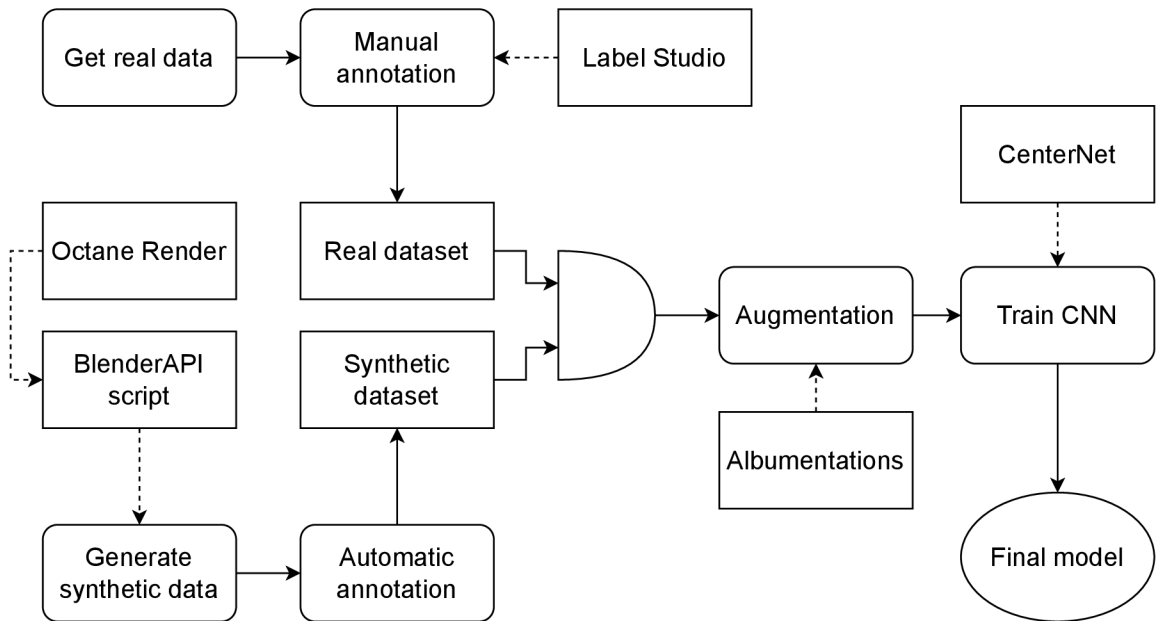 Get real data
Manual
annotation
Label Studio
CenterNet
Octane Render
Real dataset
Augmentation
Train CNN
BlenderAPI
script
Synthetic
dataset
Albumentations
Generate
synthetic data
Automatic
annotation
Final model